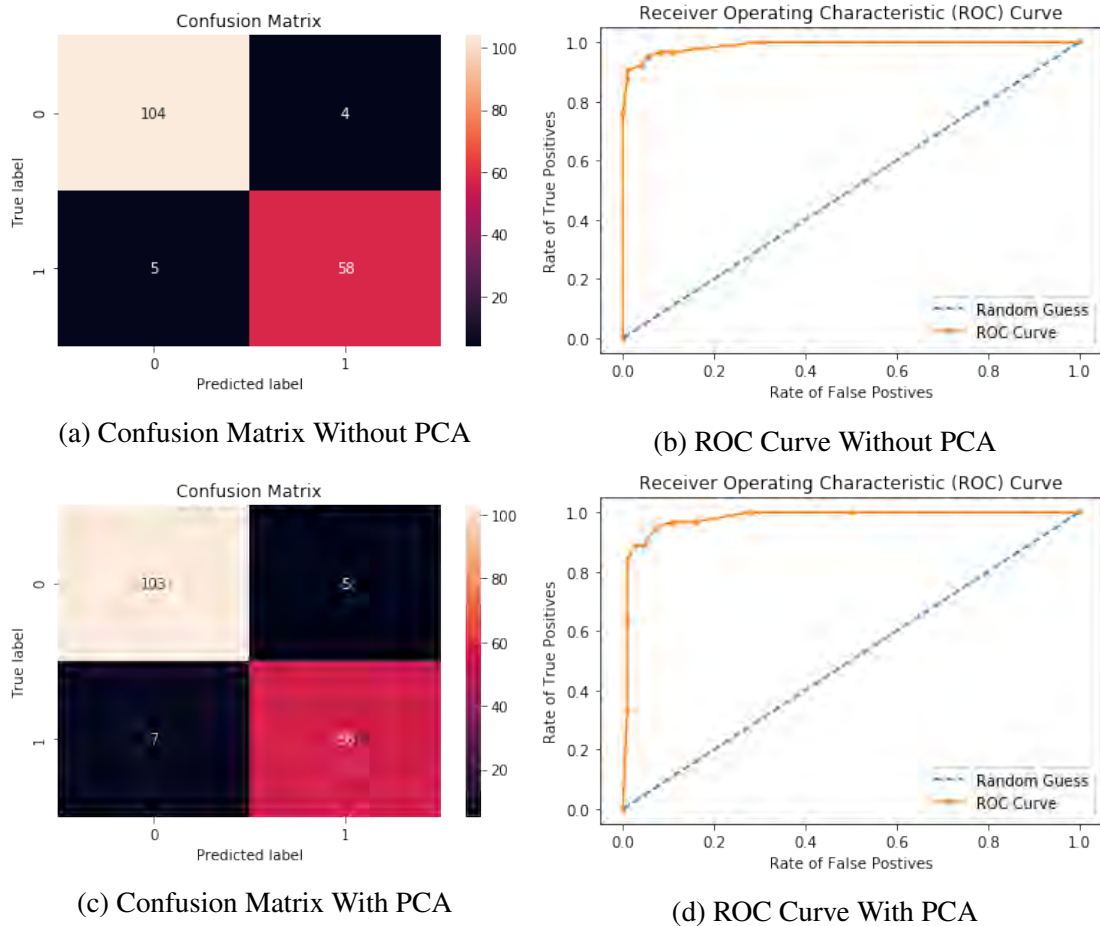 Confusion Matrix
0
104
4
1
5
58
0
1
True label
Predicted label
100
80
60
40
20
(a) Confusion Matrix Without PCA
Receiver Operating Characteristic (ROC) Curve
1.0
0.8
0.6
0.4
0.2
0.0
Rate of True Positives
Random Guess
ROC Curve
0.0
0.2
0.4
0.6
0.8
1.0
Rate of False Postives
(b) ROC Curve Without PCA
Confusion Matrix
0
103
5
1
7
56
0
1
True label
Predicted label
100
80
60
40
20
(c) Confusion Matrix With PCA
Receiver Operating Characteristic (ROC) Curve
1.0
0.8
0.6
0.4
0.2
0.0
Rate of True Positives
Random Guess
ROC Curve
0.0
0.2
0.4
0.6
0.8
1.0
Rate of False Postives
(d) ROC Curve With PCA